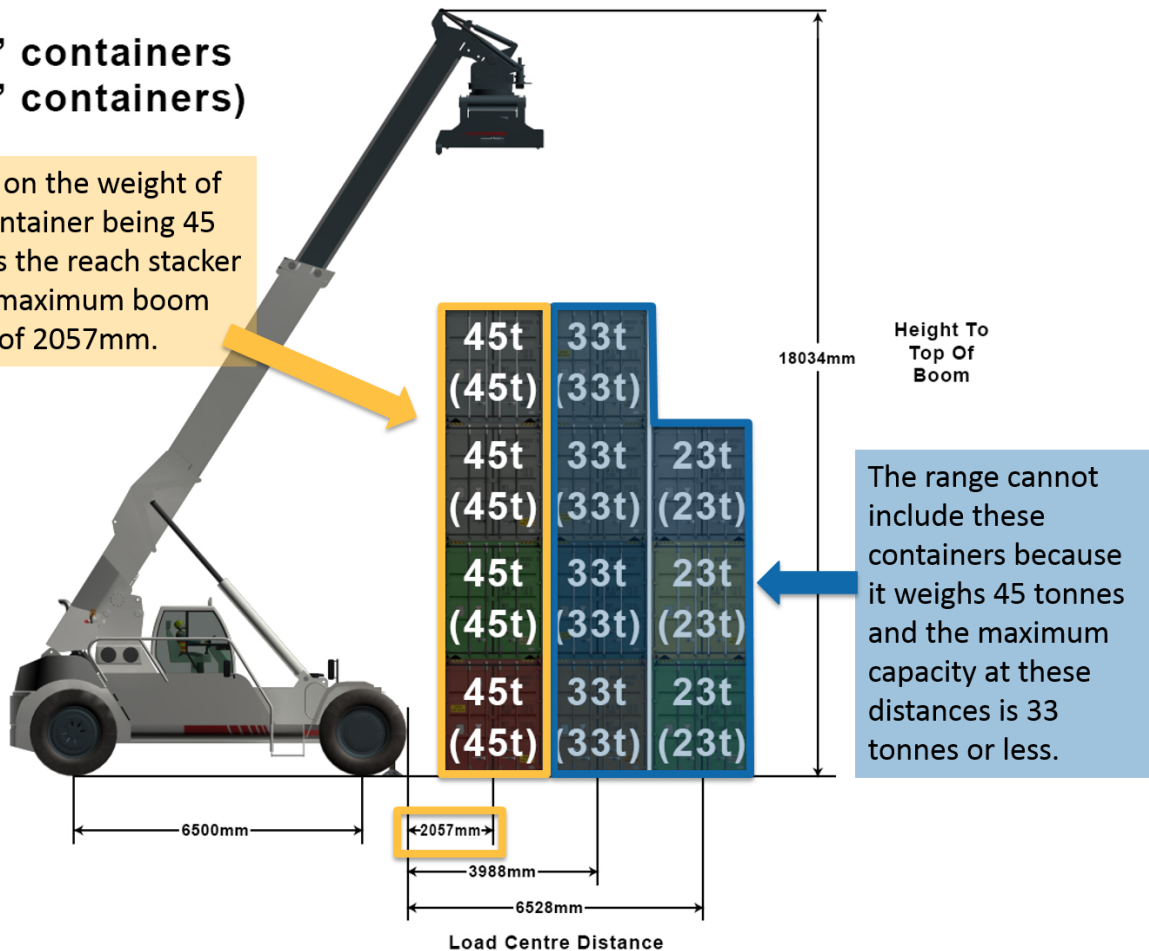 ’ containers
’ containers)
on the weight of
ntainer being 45
s the reach stacker
maximum boom
of 2057mm.
45t
(45t)
33t
(33t)
45t
(45t)
33t
(33t)
23t
(23t)
45t
(45t)
33t
(33t)
23t
(23t)
45t
(45t)
33t
(33t)
23t
(23t)
18034mm
Height To
Top Of
Boom
The range cannot
include these
containers because
it weighs 45 tonnes
and the maximum
capacity at these
distances is 33
tonnes or less.
6500mm
2057mm
3988mm
6528mm
Load Centre Distance